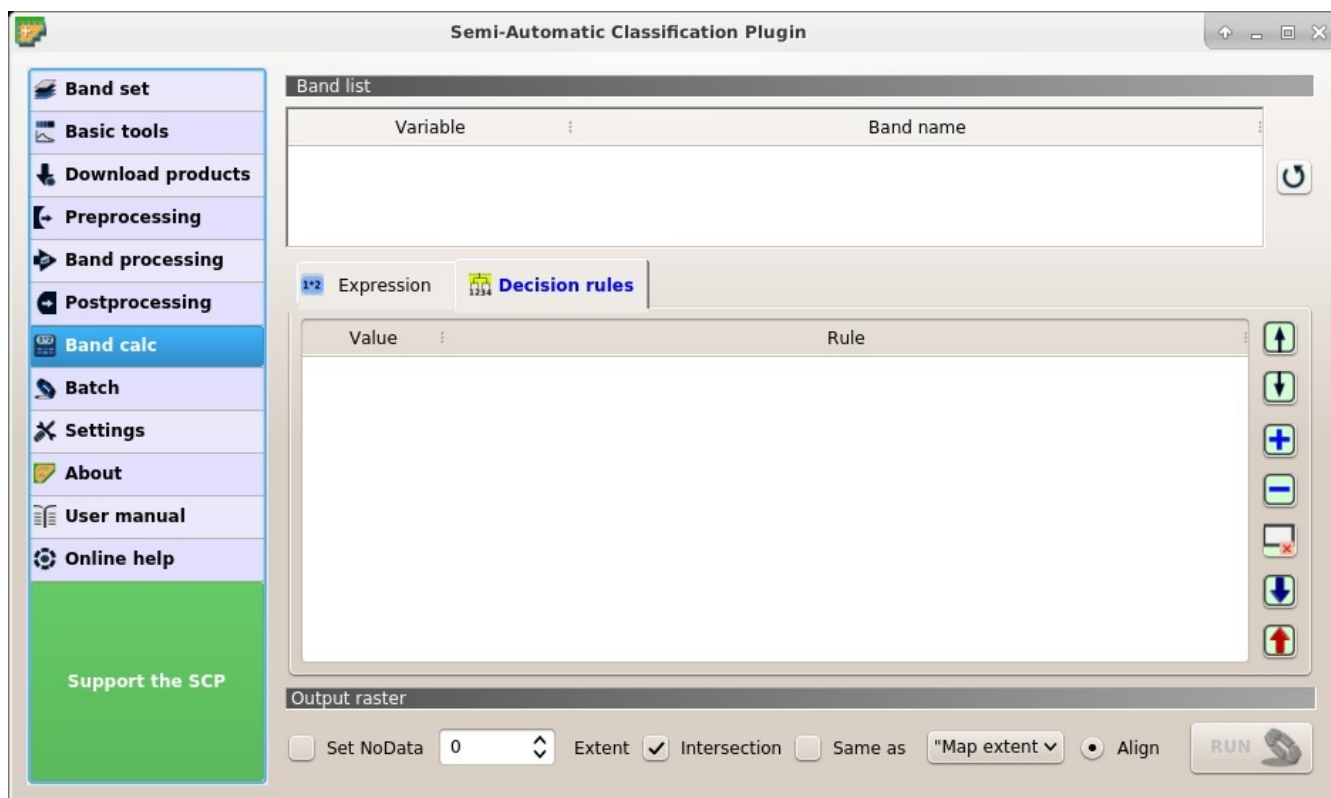 Semi-Automatic Classification Plugin
Band set
Basic tools
Download products
Preprocessing
Band processing
Postprocessing
Band calc
Batch
Settings
About
User manual
Online help
Support the SCP
Band list
Variable Band name
1*2 Expression 1234 Decision rules
Value Rule
Output raster
Set NoData 0 Extent Intersection Same as "Map extent Align RUN